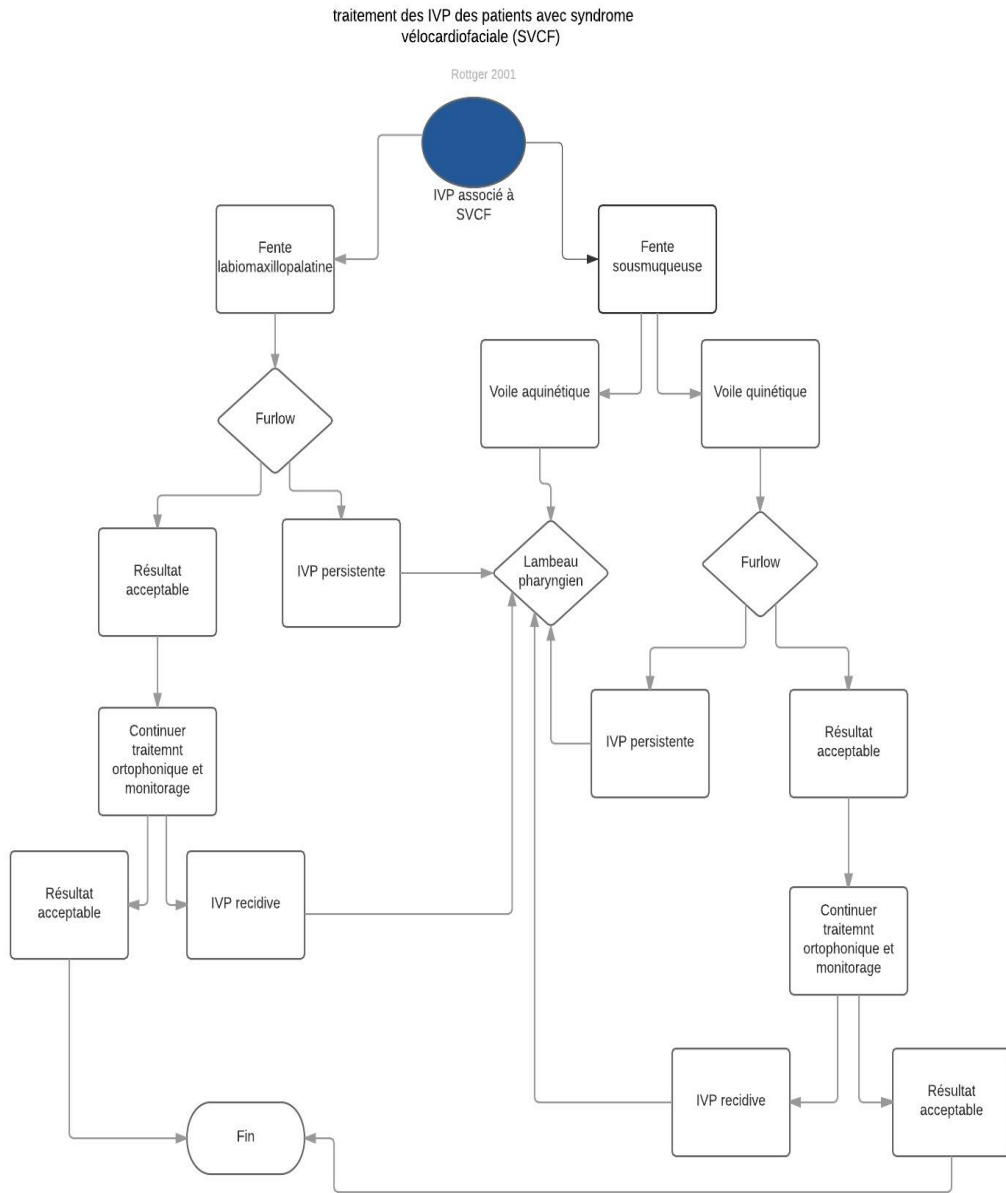 traitement des IVP des patients avec syndrome
vélocardiofaciale (SVCF)
Rottger 2001
IVP associé à
SVCF
Fente
labiomaxillopalatine
Fente
sousmuqueuse
Voile aquinétique
Voile quinétique
Furlow
Résultat
acceptable
IVP persistente
Lambeau
pharyngien
Furlow
Continuer
traitemnt
ortophonique et
monitorage
IVP persistente
Résultat
acceptable
Résultat
acceptable
IVP recidive
Continuer
traitemnt
ortophonique et
monitorage
IVP recidive
Résultat
acceptable
Fin